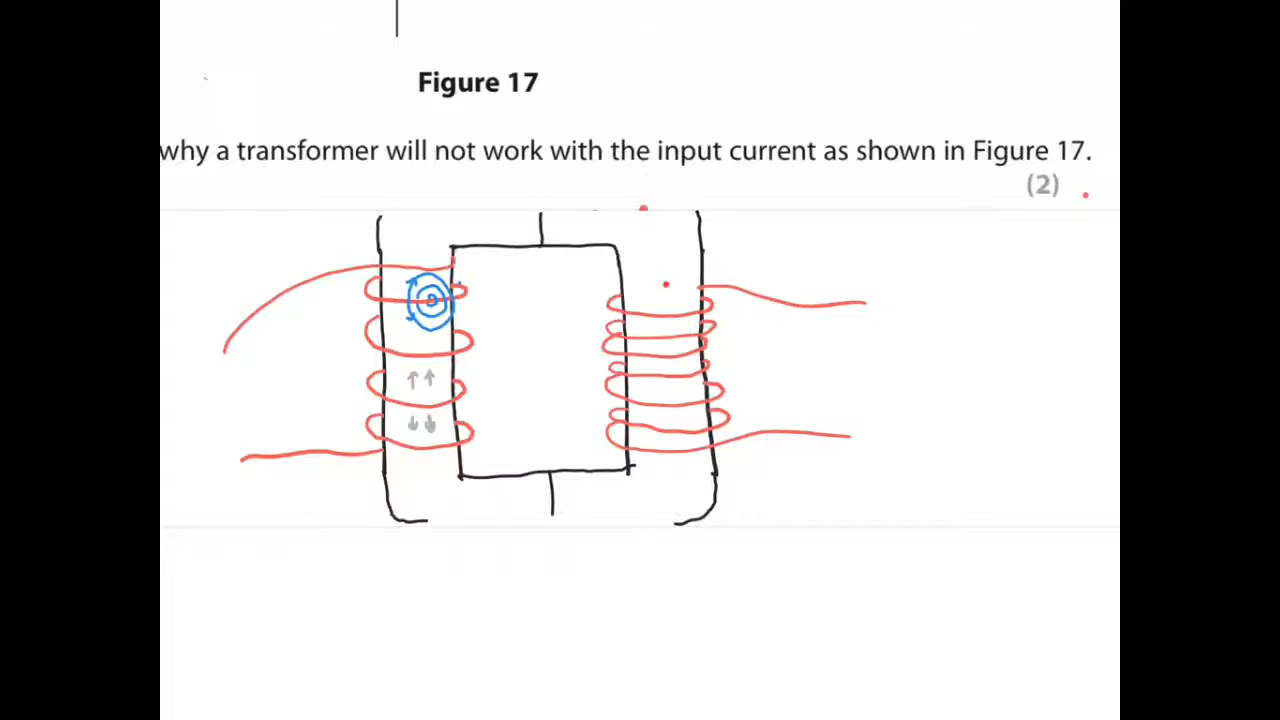 Figure 17
why a transformer will not work with the input current as shown in Figure 17.
(2)